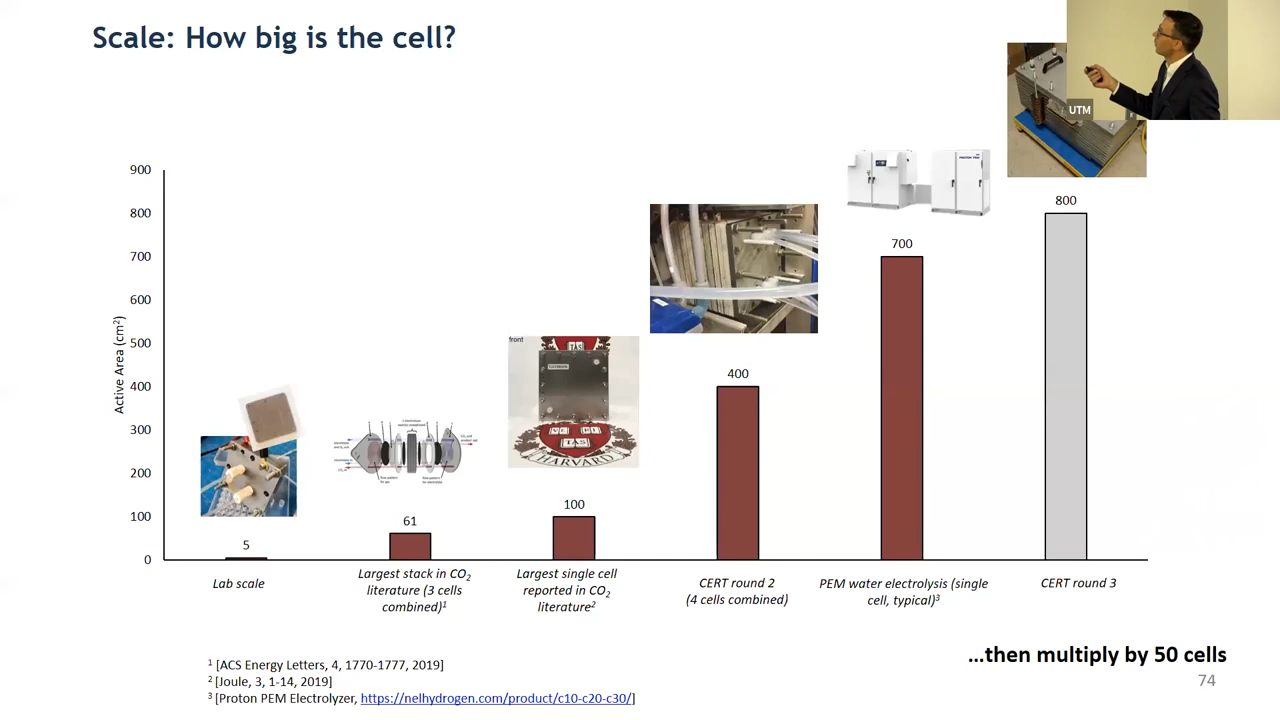 Scale: How big is the cell?
UTM
900
800
700
600
500
400
300
200
100
0
Active Area (cm²)
5
61
100
400
700
800
front
HARVARD
Lab scale
Largest stack in CO₂
literature (3 cells
combined)¹
Largest single cell
reported in CO₂
literature²
CERT round 2
(4 cells combined)
PEM water electrolysis (single
cell, typical)³
CERT round 3
...then multiply by 50 cells
¹ [ACS Energy Letters, 4, 1770-1777, 2019]
² [Joule, 3, 1-14, 2019]
³ [Proton PEM Electrolyzer, https://nelhydrogen.com/product/c10-c20-c30/]
74